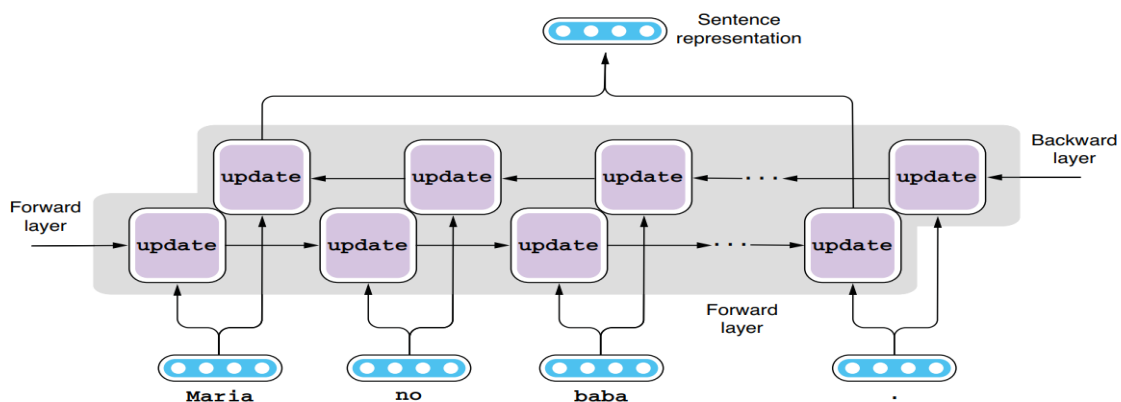 Sentence
representation
Backward
layer
update
update
update
...
update
Forward
layer
update
update
update
...
update
Forward
layer
Maria
no
baba
.